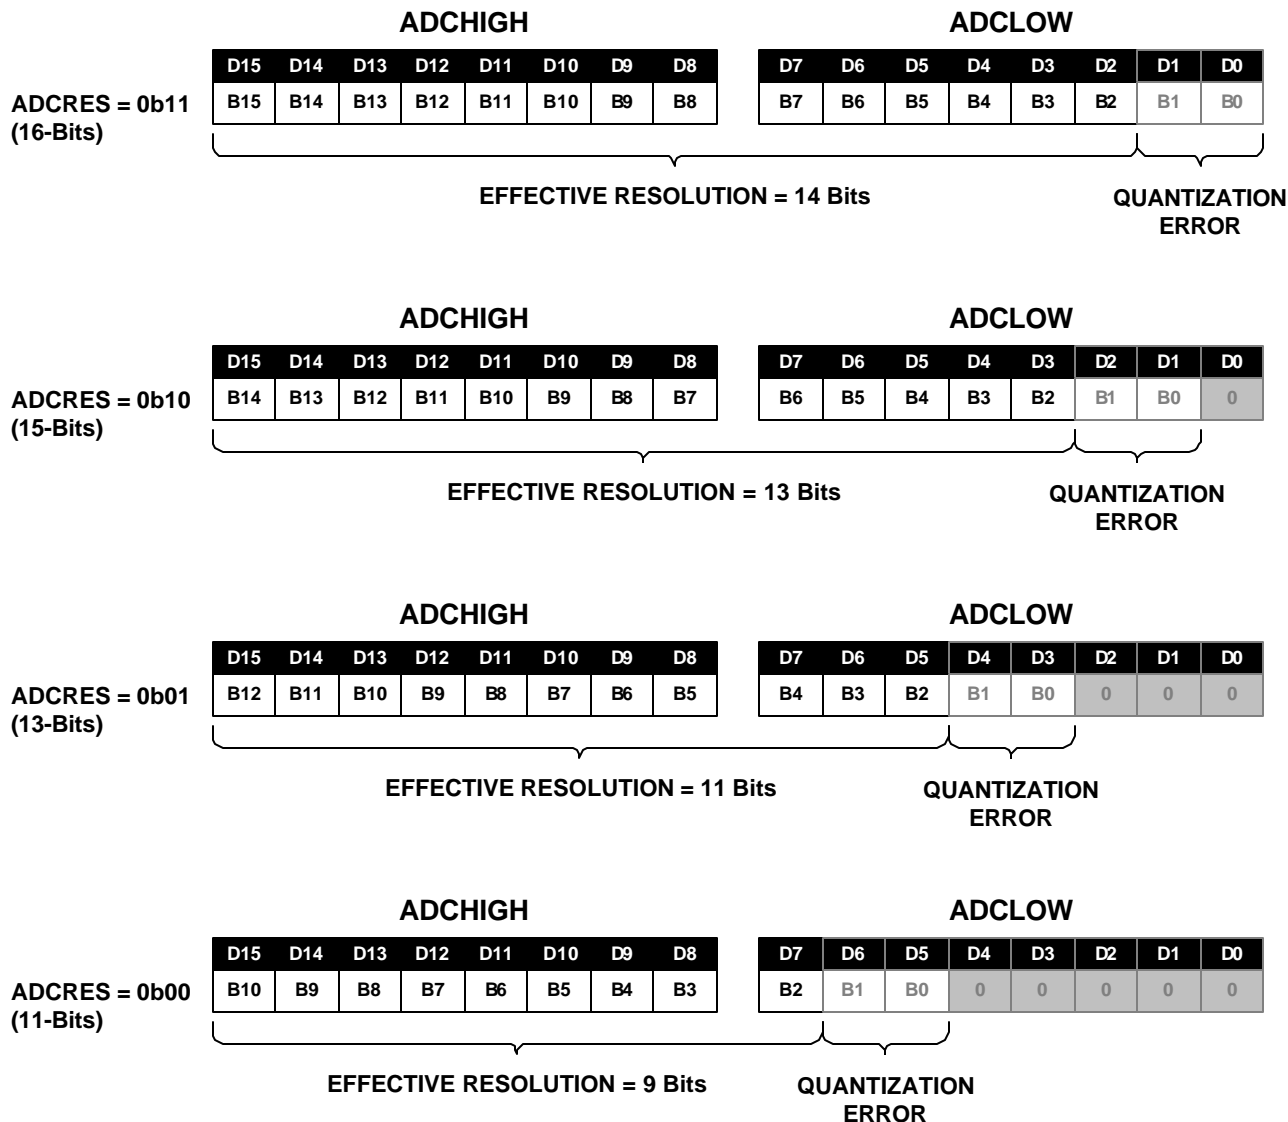 ADCHIGH ADCLOW
D15 D14 D13 D12 D11 D10 D9 D8 D7 D6 D5 D4 D3 D2 D1 D0
ADCRES = 0b11 B15 B14 B13 B12 B11 B10 B9 B8 B7 B6 B5 B4 B3 B2 B1 B0
(16-Bits)
EFFECTIVE RESOLUTION = 14 Bits QUANTIZATION
ERROR
ADCHIGH ADCLOW
D15 D14 D13 D12 D11 D10 D9 D8 D7 D6 D5 D4 D3 D2 D1 D0
ADCRES = 0b10 B14 B13 B12 B11 B10 B9 B8 B7 B6 B5 B4 B3 B2 B1 B0 0
(15-Bits)
EFFECTIVE RESOLUTION = 13 Bits QUANTIZATION
ERROR
ADCHIGH ADCLOW
D15 D14 D13 D12 D11 D10 D9 D8 D7 D6 D5 D4 D3 D2 D1 D0
ADCRES = 0b01 B12 B11 B10 B9 B8 B7 B6 B5 B4 B3 B2 B1 B0 0 0 0
(13-Bits)
EFFECTIVE RESOLUTION = 11 Bits QUANTIZATION
ERROR
ADCHIGH ADCLOW
D15 D14 D13 D12 D11 D10 D9 D8 D7 D6 D5 D4 D3 D2 D1 D0
ADCRES = 0b00 B10 B9 B8 B7 B6 B5 B4 B3 B2 B1 B0 0 0 0 0 0
(11-Bits)
EFFECTIVE RESOLUTION = 9 Bits QUANTIZATION
ERROR